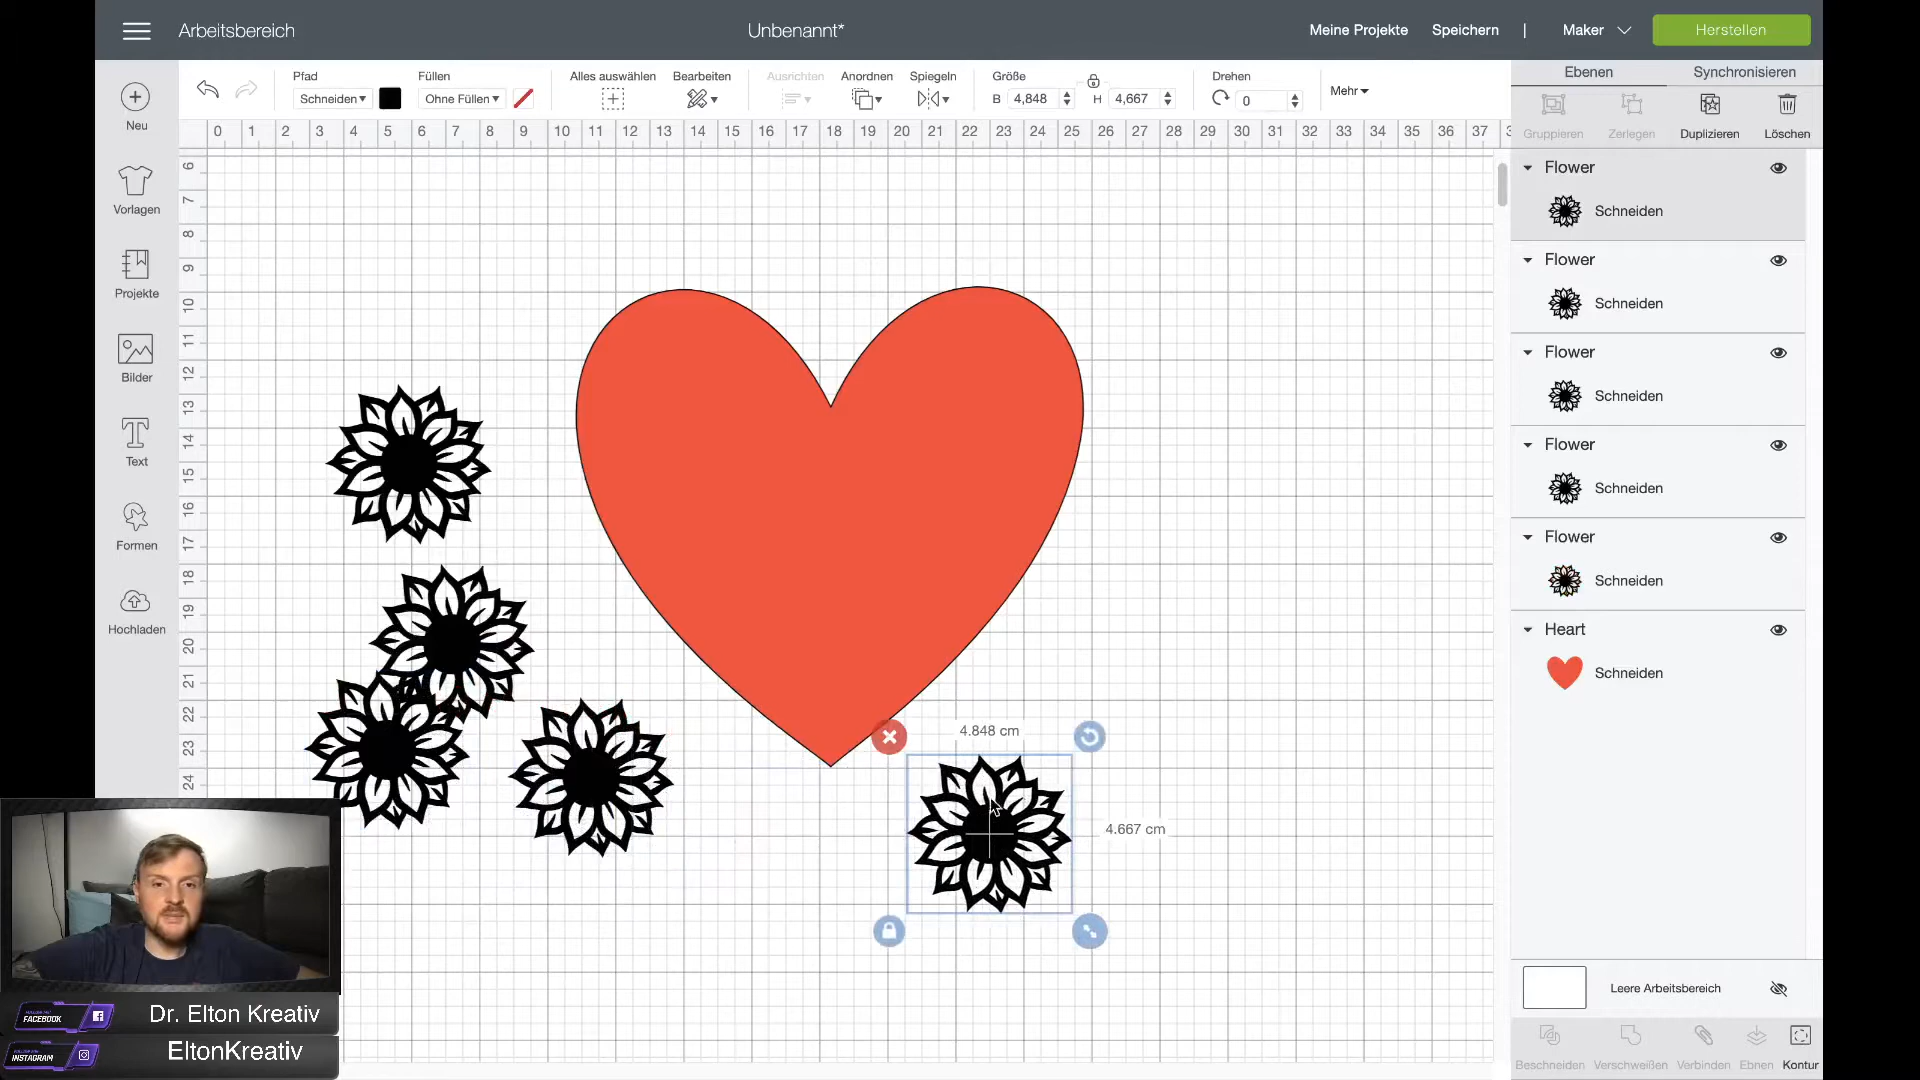 Arbeitsbereich
Unbenannt*
Meine Projekte
Speichern
|
Maker
Herstellen
Neu
Vorlagen
Projekte
Bilder
Text
Formen
Hochladen
Pfad
Schneiden
Füllen
Ohne Füllen
Alles auswählen
Bearbeiten
Ausrichten
Anordnen
Spiegeln
Größe
B 4,848
H 4,667
Drehen
0
Mehr
0 1 2 3 4 5 6 7 8 9 10 11 12 13 14 15 16 17 18 19 20 21 22 23 24 25 26 27 28 29 30 31 32 33 34 35 36 37
6
7
8
9
10
11
12
13
14
15
16
17
18
19
20
21
22
23
24
4.848 cm
4.667 cm
Ebenen
Synchronisieren
Gruppieren
Zerlegen
Duplizieren
Löschen
Flower
Schneiden
Flower
Schneiden
Flower
Schneiden
Flower
Schneiden
Flower
Schneiden
Heart
Schneiden
Leere Arbeitsbereich
Beschneiden
Verschweißen
Verbinden
Ebnen
Kontur
FACEBOOK
Dr. Elton Kreativ
INSTAGRAM
EltonKreativ